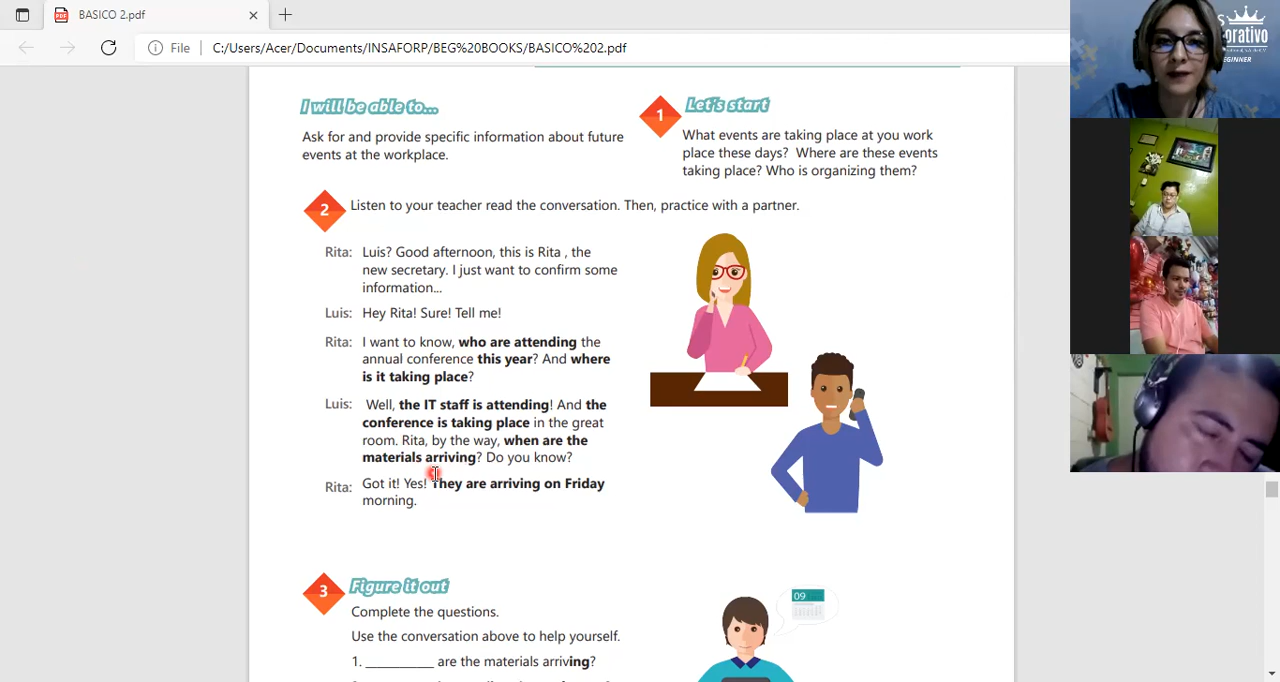 BASICO 2.pdf
File
C:/Users/Acer/Documents/INSAFORP/BEG%20BOOKS/BASICO%202.pdf
orativo
EGINNER
I will be able to...
Ask for and provide specific information about future
events at the workplace.
1
Let's start
What events are taking place at you work
place these days? Where are these events
taking place? Who is organizing them?
2
Listen to your teacher read the conversation. Then, practice with a partner.
Rita: Luis? Good afternoon, this is Rita , the
new secretary. I just want to confirm some
information...
Luis: Hey Rita! Sure! Tell me!
Rita: I want to know, who are attending the
annual conference this year? And where
is it taking place?
Luis: Well, the IT staff is attending! And the
conference is taking place in the great
room. Rita, by the way, when are the
materials arriving? Do you know?
Rita: Got it! Yes! They are arriving on Friday
morning.
3
Figure it out
Complete the questions.
Use the conversation above to help yourself.
1. __________ are the materials arriving?
09